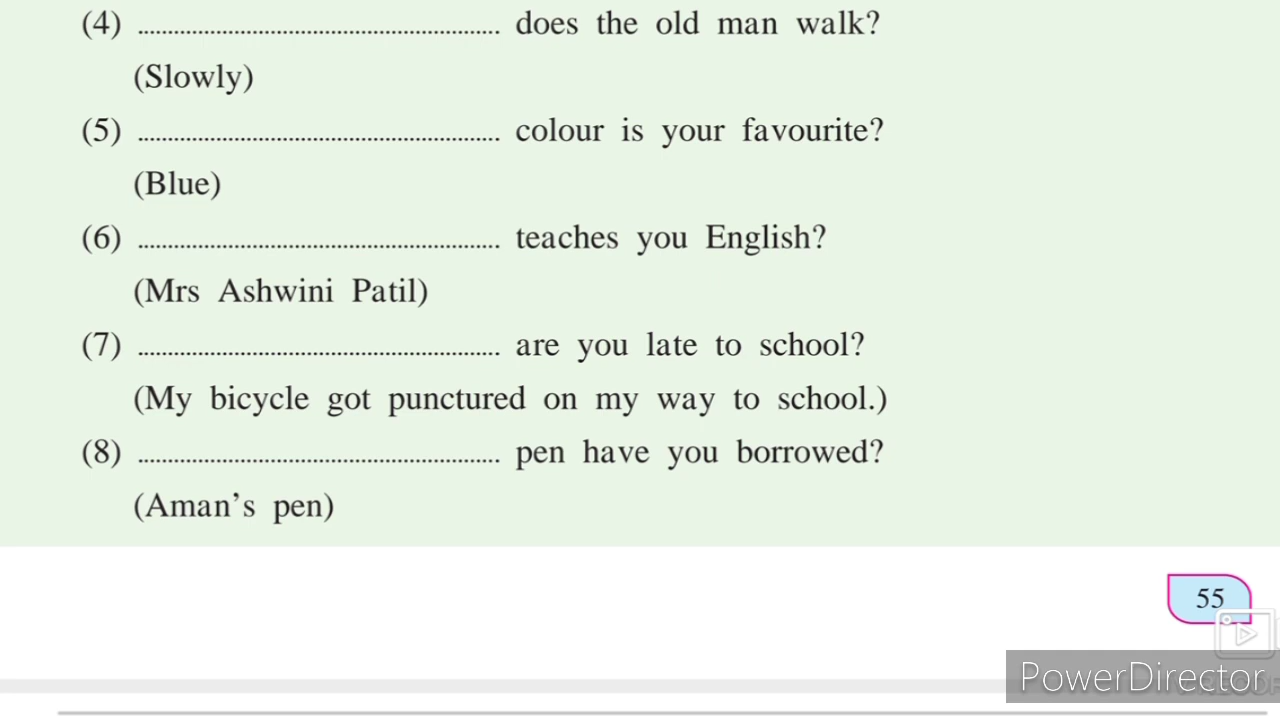 (4) ............................................................ does the old man walk?
(Slowly)
(5) ............................................................ colour is your favourite?
(Blue)
(6) ............................................................ teaches you English?
(Mrs Ashwini Patil)
(7) ............................................................ are you late to school?
(My bicycle got punctured on my way to school.)
(8) ............................................................ pen have you borrowed?
(Aman’s pen)
55
PowerDirector